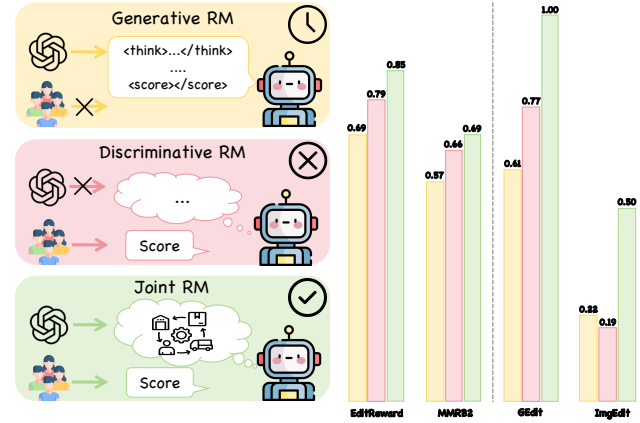 Generative RM
<think>...</think>
....
<score></score>
Discriminative RM
...
Score
Joint RM
Score
0.69
0.79
0.85
0.57
0.66
0.69
0.61
0.77
1.00
0.22
0.19
0.50
EditReward
MMRB2
GEdit
ImgEdit